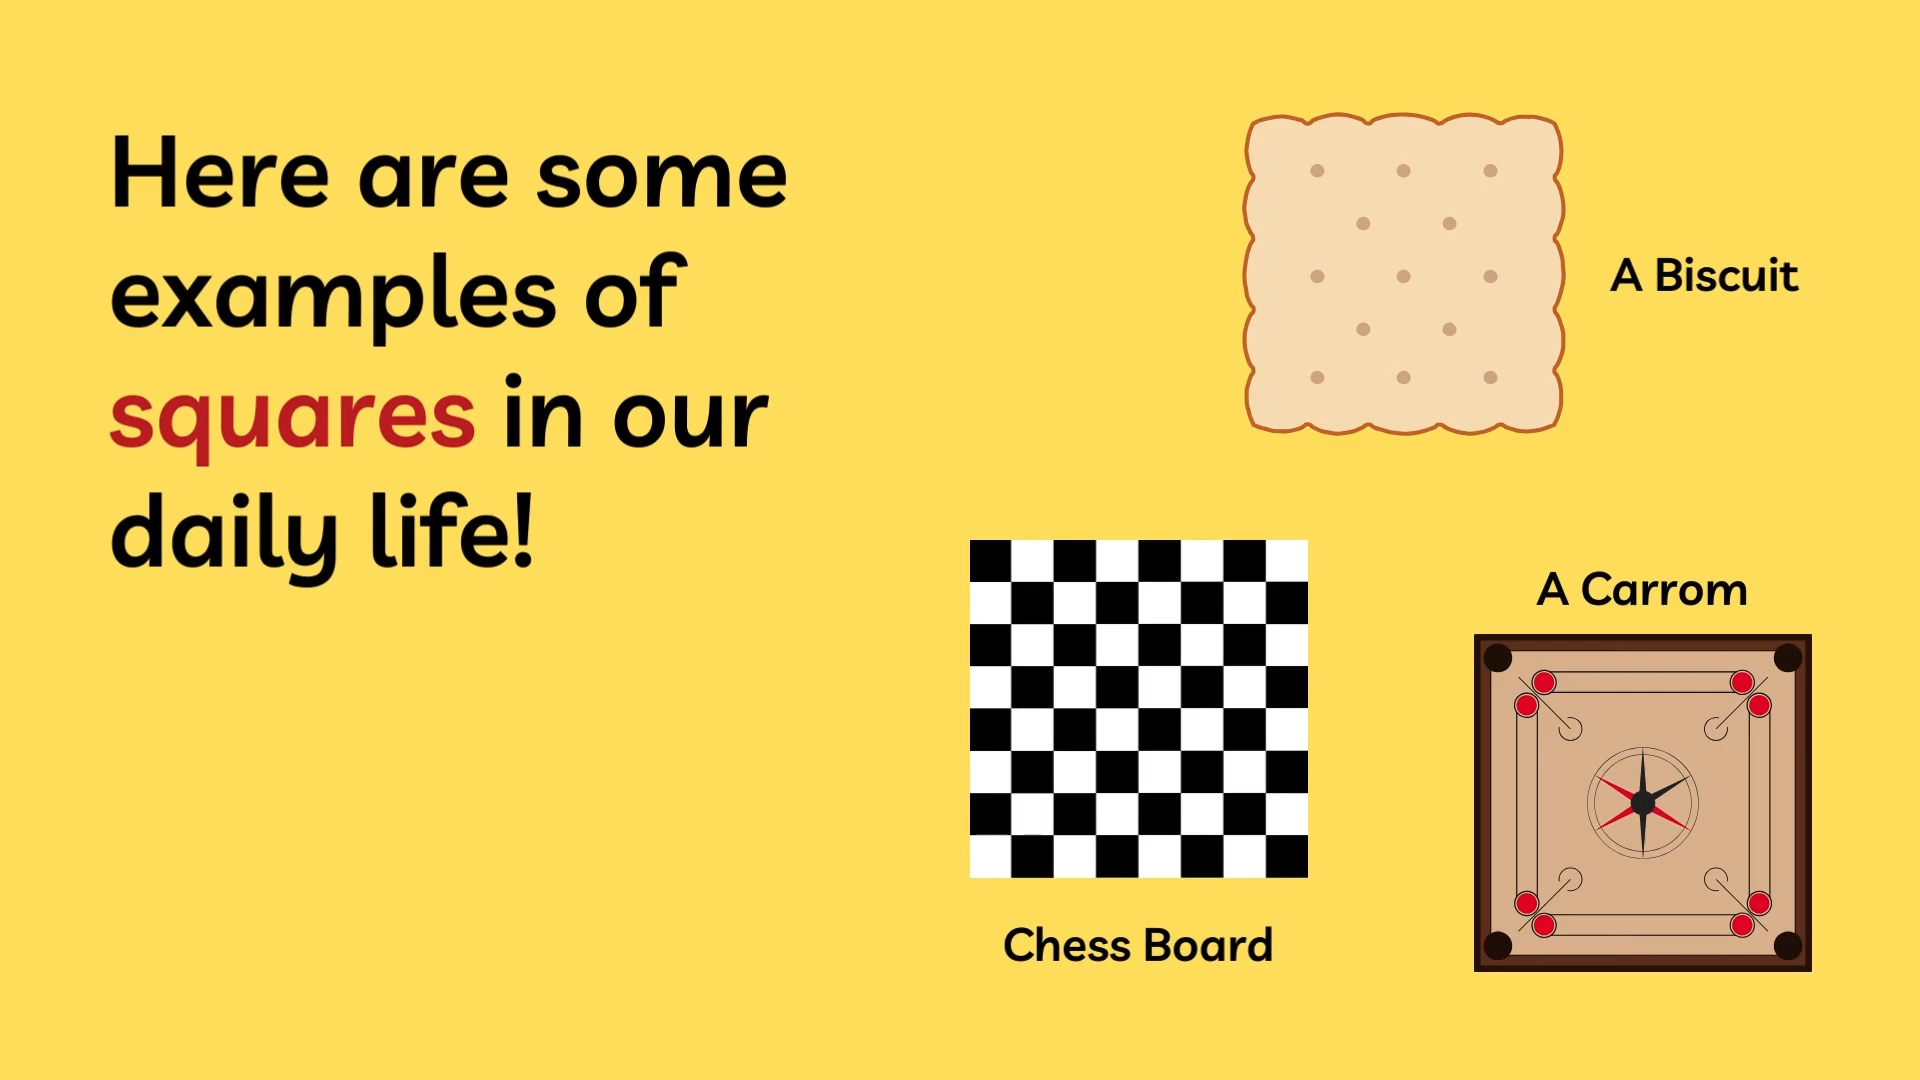 Here are some
examples of
squares in our
daily life!
A Biscuit
A Carrom
Chess Board